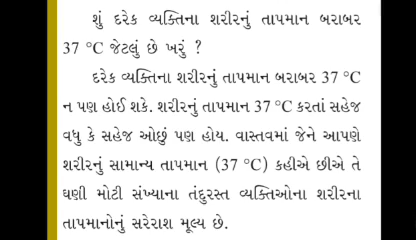 શું દરેક વ્યક્તિના શરીરનું તાપમાન બરાબર
37 °C જેટલું છે ખરું ?
દરેક વ્યક્તિના શરીરનું તાપમાન બરાબર 37 °C
ન પણ હોઈ શકે. શરીરનું તાપમાન 37 °C કરતાં સહેજ
વધુ કે સહેજ ઓછું પણ હોય. વાસ્તવમાં જેને આપણે
શરીરનું સામાન્ય તાપમાન (37 °C) કહીએ છીએ તે
ઘણી મોટી સંખ્યાના તંદુરસ્ત વ્યક્તિઓના શરીરના
તાપમાનોનું સરેરાશ મૂલ્ય છે.